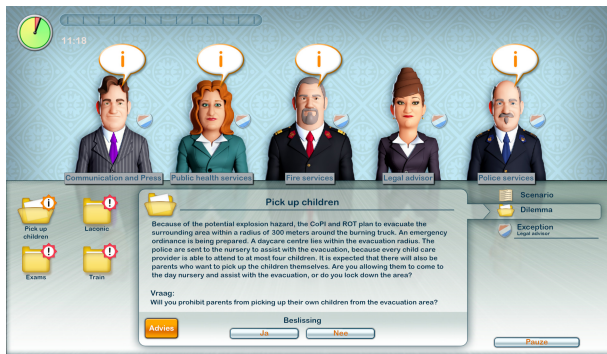 11:18
i
i
i
i
i
Communication and Press
Public health services
Fire services
Legal advisor
Police services
i
Pick up
children
!
Laconic
!
Exams
!
Train
Pick up children
Because of the potential explosion hazard, the CoPI and ROT plan to evacuate the
surrounding area within a radius of 300 meters around the burning truck. An emergency
ordinance is being prepared. A daycare centre lies within the evacuation radius. The
police are sent to the nursery to assist with the evacuation, because every child care
provider is able to attend to at most four children. It is expected that there will also be
parents who want to pick up the children themselves. Are you allowing them to come to
the day nursery and assist with the evacuation, or do you lock down the area?
Vraag:
Will you prohibit parents from picking up their own children from the evacuation area?
Beslissing
Advies
Ja
Nee
Scenario
Dilemma
Exception
Legal advisor
Pauze